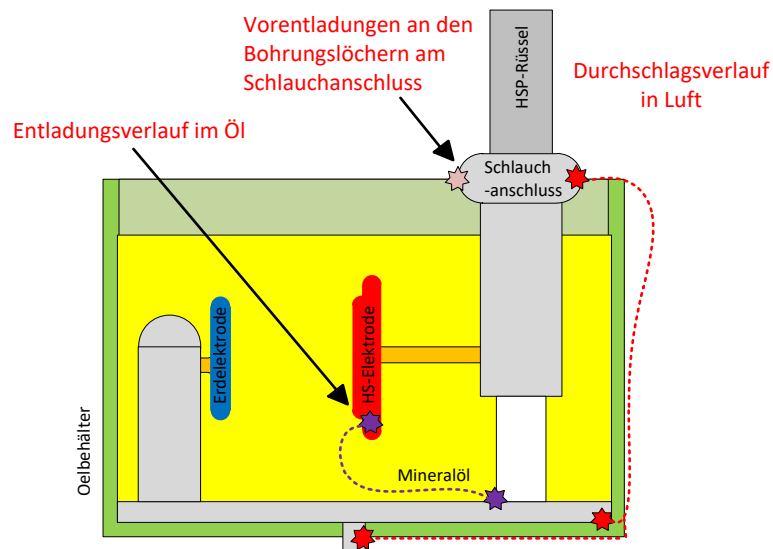 Vorentladungen an den
Bohrungslöchern am
Schlauchanschluss
HSP-Rüssel
Durchschlagsverlauf
in Luft
Entladungsverlauf im Öl
Schlauch
-anschluss
Erdelektrode
HS-Elektrode
Oelbehälter
Mineralöl